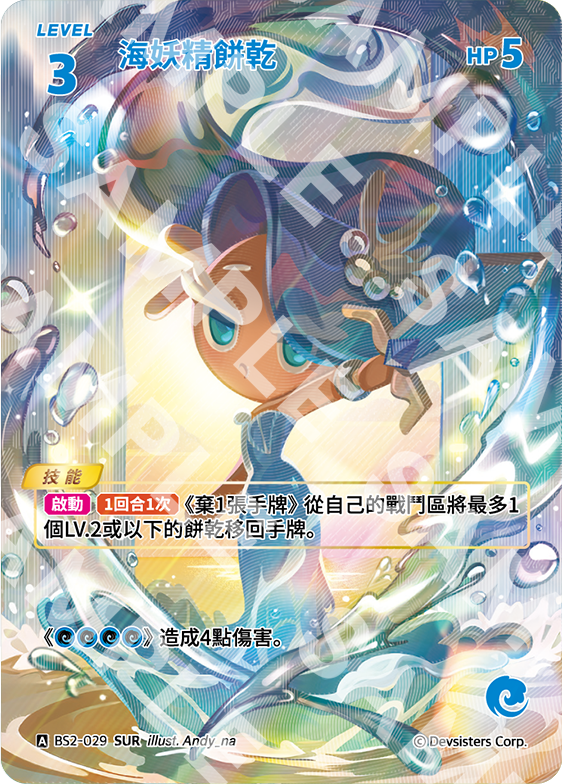 LEVEL
3
海妖精餅乾
HP 5
SAMPLE
技能
啟動 1回合1次 《棄1張手牌》從自己的戰鬥區將最多1
個LV.2或以下的餅乾移回手牌。
《》造成4點傷害。
A BS2-029 SUR illust. Andy_na
© Devsisters Corp.